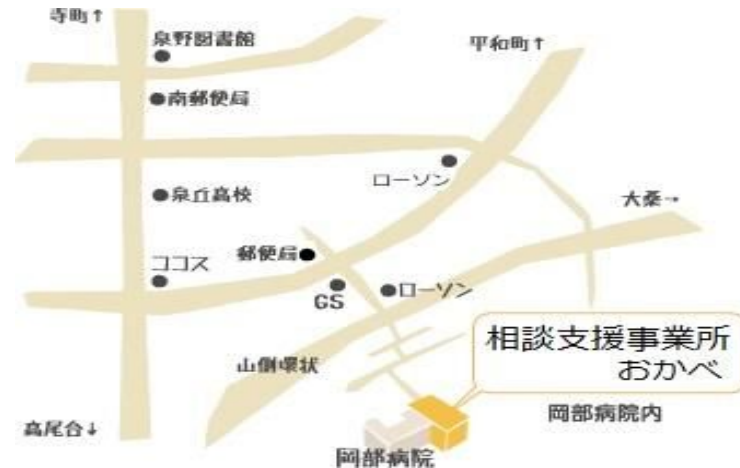 寺町↑
泉野図書館
平和町↑
南郵便局
ローソン
泉丘高校
大桑→
郵便局
ココス
GS
ローソン
相談支援事業所
おかべ
山側環状
岡部病院内
高尾台↓
岡部病院